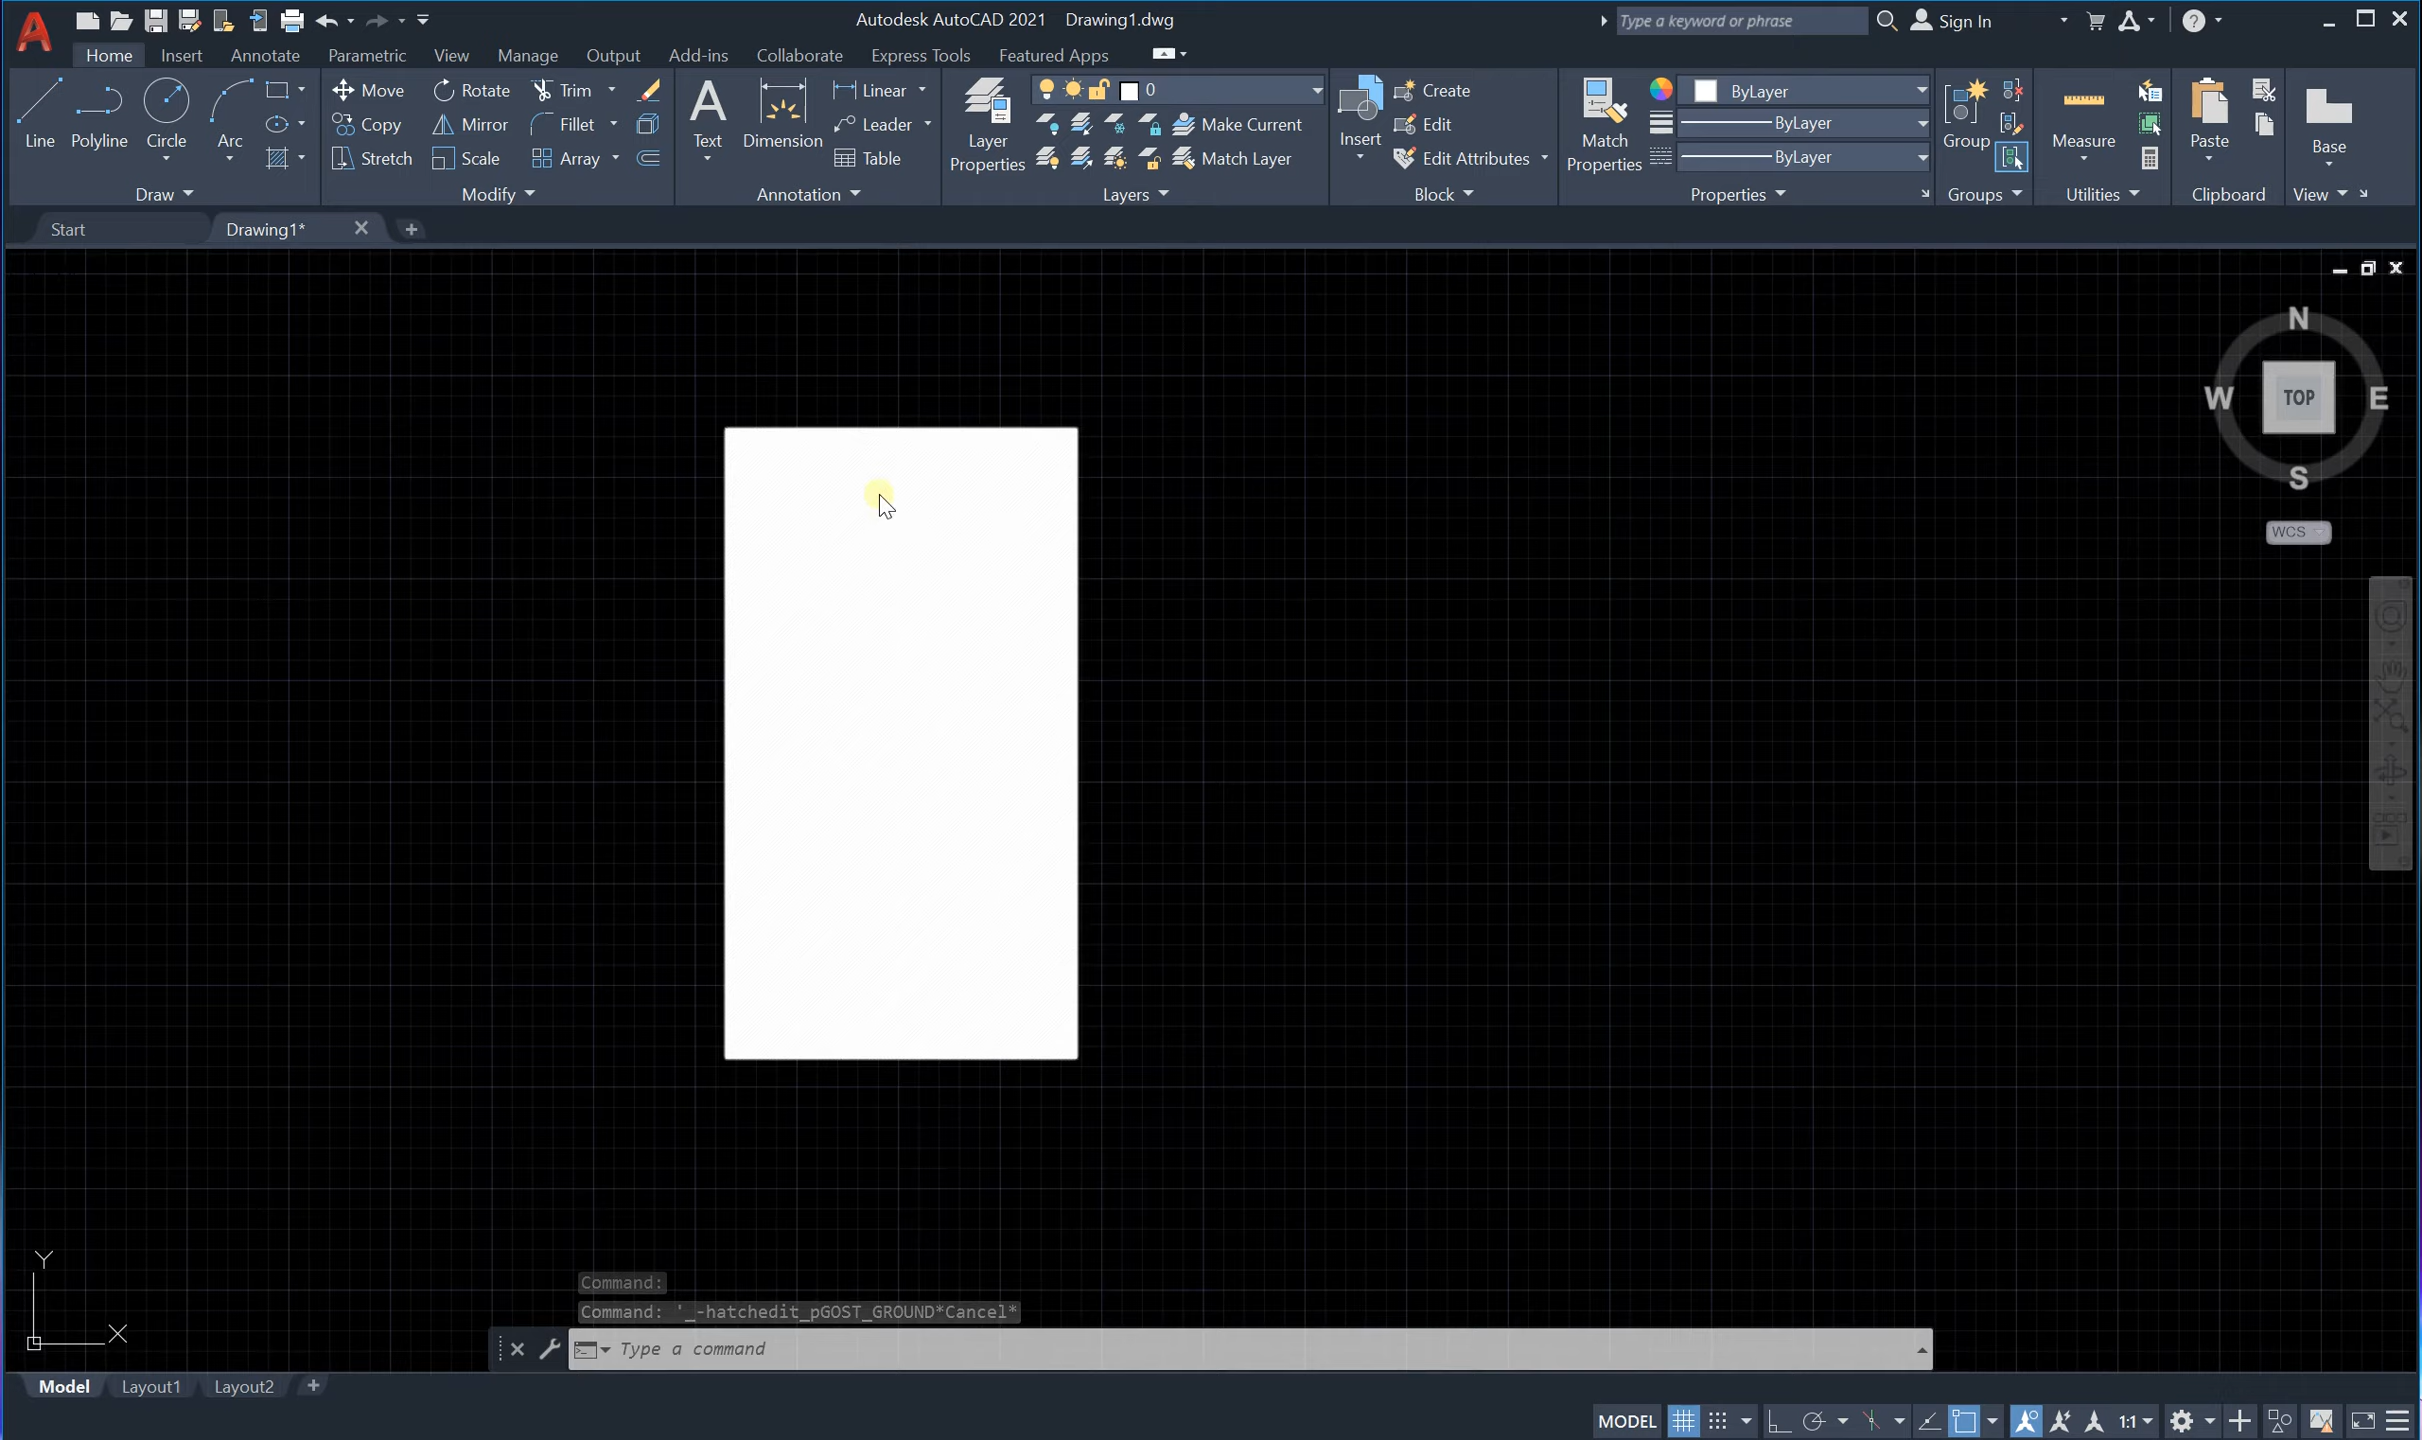 Autodesk AutoCAD 2021 Drawing1.dwg
Type a keyword or phrase
Sign In
Home Insert Annotate Parametric View Manage Output Add-ins Collaborate Express Tools Featured Apps
Line
Polyline
Circle
Arc
Draw
Move
Rotate
Trim
Copy
Mirror
Fillet
Stretch
Scale
Array
Modify
Text
Dimension
Linear
Leader
Table
Annotation
Layer
Properties
0
Make Current
Match Layer
Layers
Insert
Create
Edit
Edit Attributes
Block
Match
Properties
ByLayer
ByLayer
ByLayer
Properties
Group
Groups
Measure
Utilities
Paste
Clipboard
Base
View
Start
Drawing1*
N
W
TOP
E
S
WCS
Y
X
Command:
Command: '_-hatchedit_pGOST_GROUND*Cancel*
Type a command
Model Layout1 Layout2
MODEL
1:1